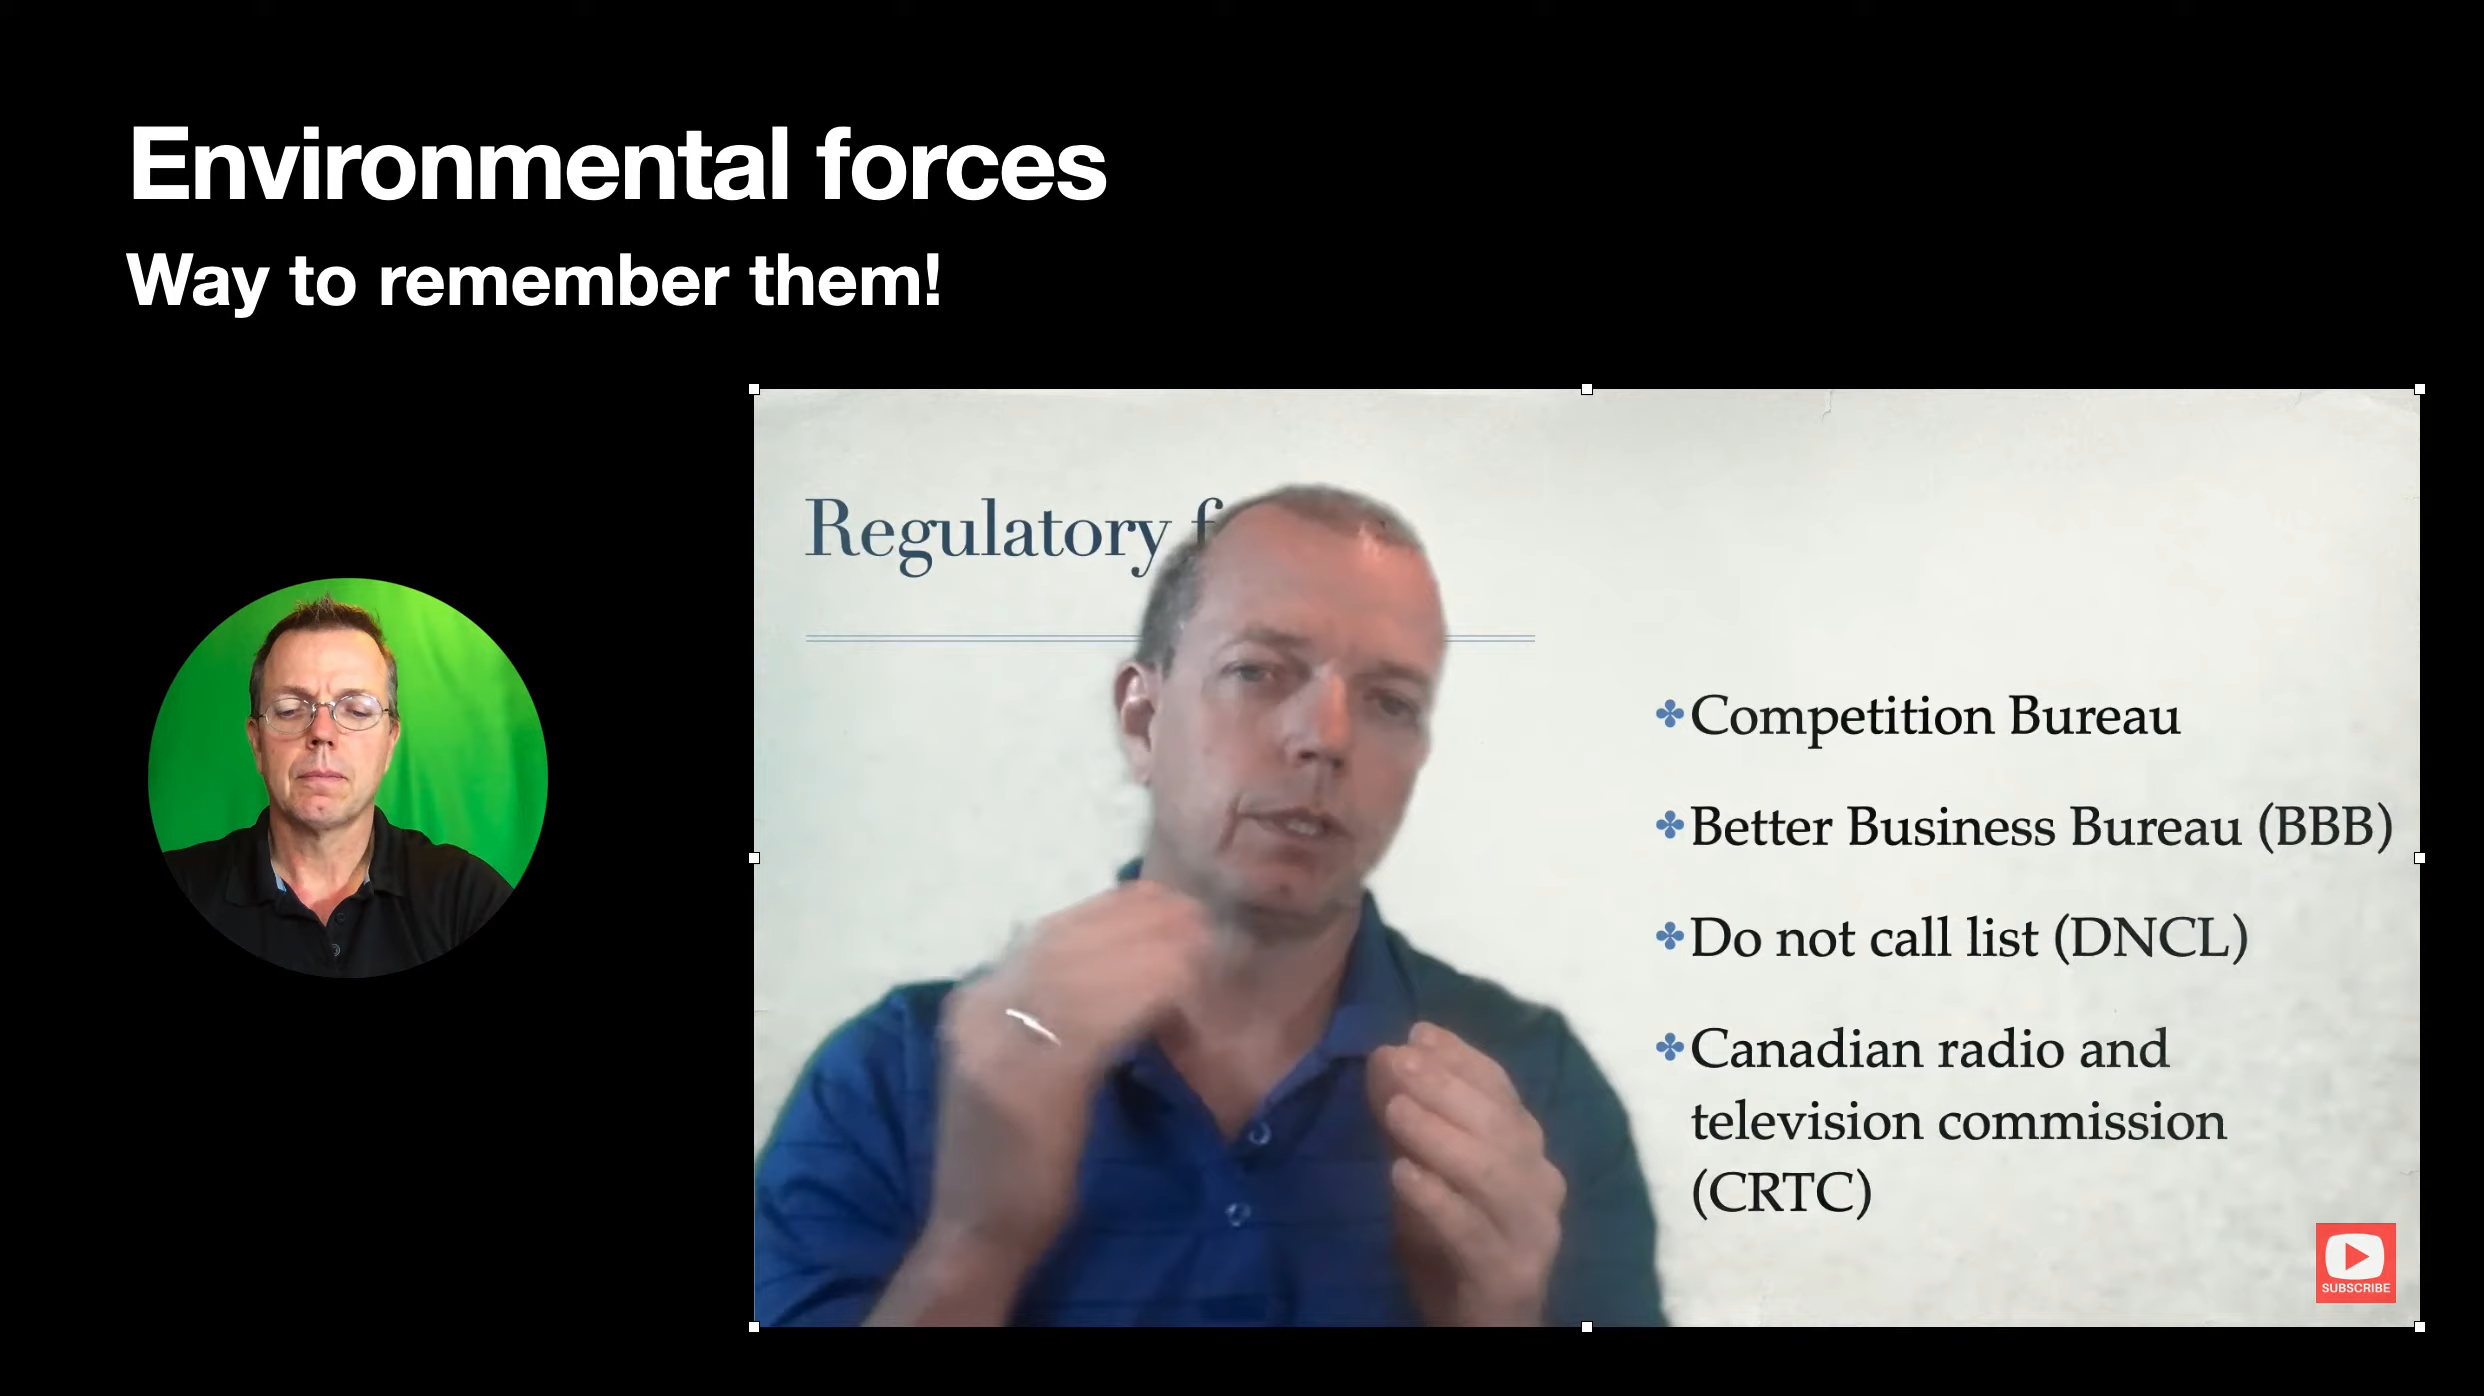 Environmental forces
Way to remember them!
Regulatory f
Competition Bureau
Better Business Bureau (BBB)
Do not call list (DNCL)
Canadian radio and
television commission
(CRTC)
SUBSCRIBE